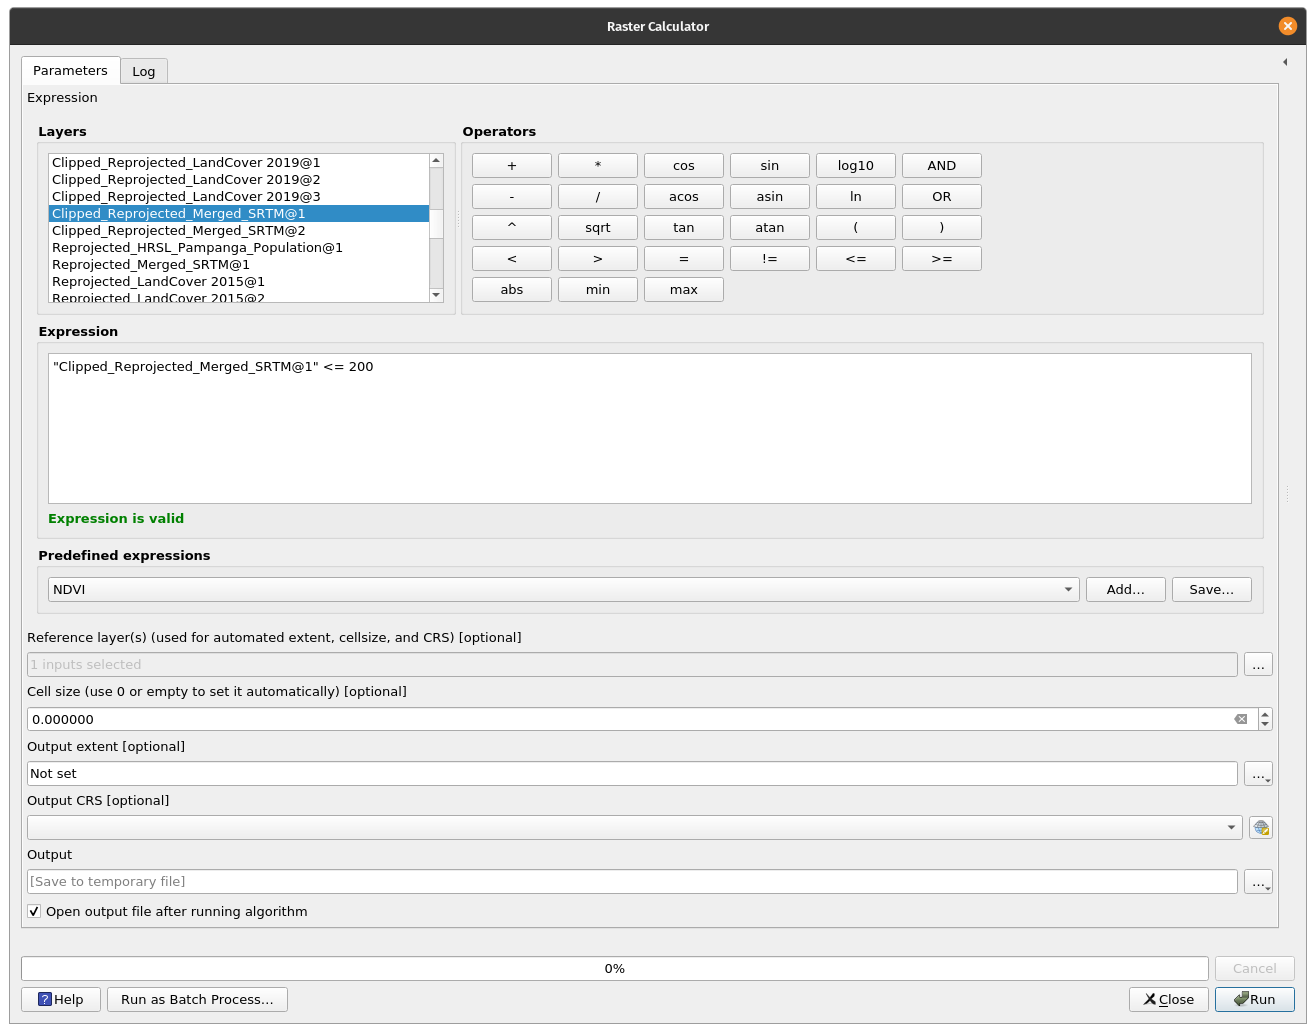 Raster Calculator
Parameters
Log
Expression
Layers
Operators
Clipped_Reprojected_LandCover 2019@1
Clipped_Reprojected_LandCover 2019@2
Clipped_Reprojected_LandCover 2019@3
Clipped_Reprojected_Merged_SRTM@1
Clipped_Reprojected_Merged_SRTM@2
Reprojected_HRSL_Pampanga_Population@1
Reprojected_Merged_SRTM@1
Reprojected_LandCover 2015@1
Reprojected_LandCover 2015@2
+ * cos sin log10 AND
- / acos asin ln OR
^ sqrt tan atan ( )
< > = != <= >=
abs min max
Expression
"Clipped_Reprojected_Merged_SRTM@1" <= 200
Expression is valid
Predefined expressions
NDVI
Add...
Save...
Reference layer(s) (used for automated extent, cellsize, and CRS) [optional]
1 inputs selected
...
Cell size (use 0 or empty to set it automatically) [optional]
0.000000
Output extent [optional]
Not set
...
Output CRS [optional]
Output
[Save to temporary file]
...
Open output file after running algorithm
0%
Cancel
? Help
Run as Batch Process...
Close
Run